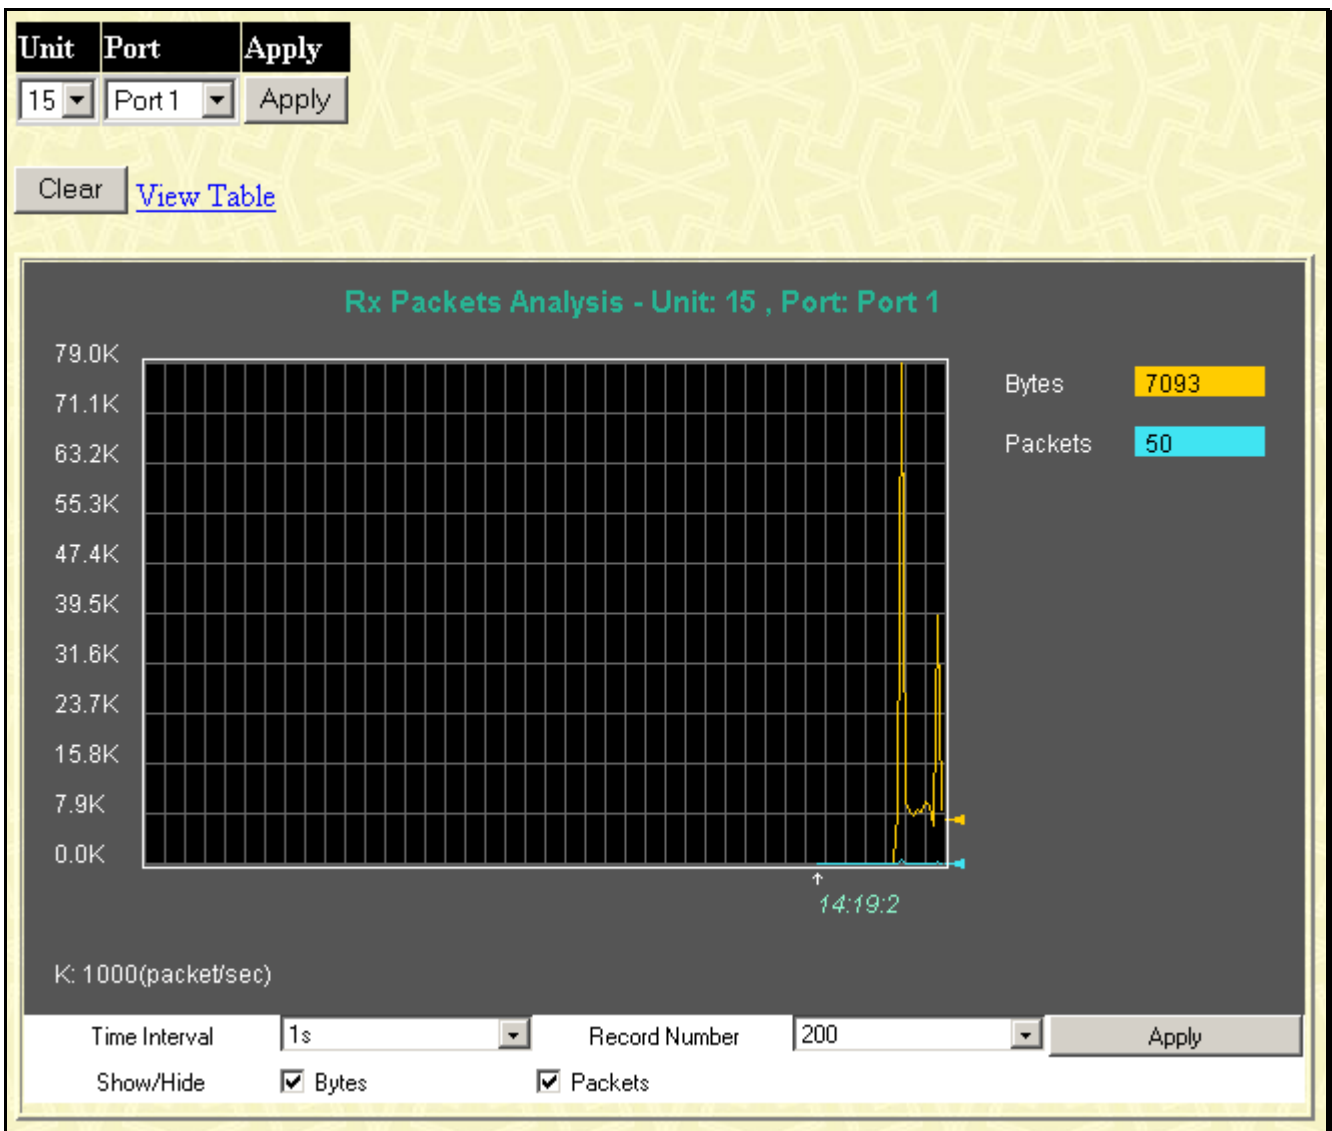 Unit Port Apply
15 Port 1 Apply
Clear View Table
Rx Packets Analysis - Unit: 15 , Port: Port 1
79.0K
71.1K
63.2K
55.3K
47.4K
39.5K
31.6K
23.7K
15.8K
7.9K
0.0K
Bytes 7093
Packets 50
14:19:2
K: 1000(packet/sec)
Time Interval 1s Record Number 200 Apply
Show/Hide Bytes Packets